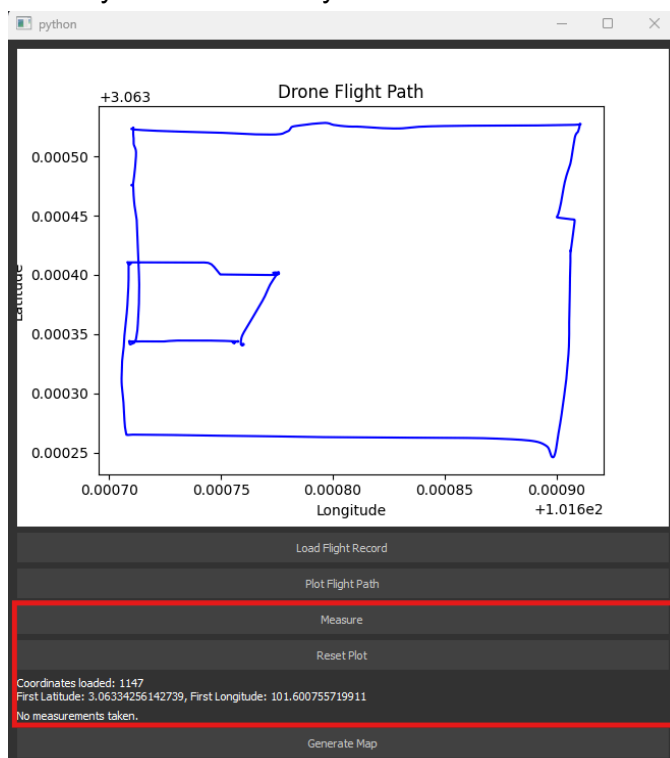 python
Drone Flight Path
+3.063
0.00050
0.00045
0.00040
0.00035
0.00030
0.00025
Latitude
0.00070 0.00075 0.00080 0.00085 0.00090
Longitude
+1.016e2
Load Flight Record
Plot Flight Path
Measure
Reset Plot
Coordinates loaded: 1147
First Latitude: 3.06334256142739, First Longitude: 101.600755719911
No measurements taken.
Generate Map